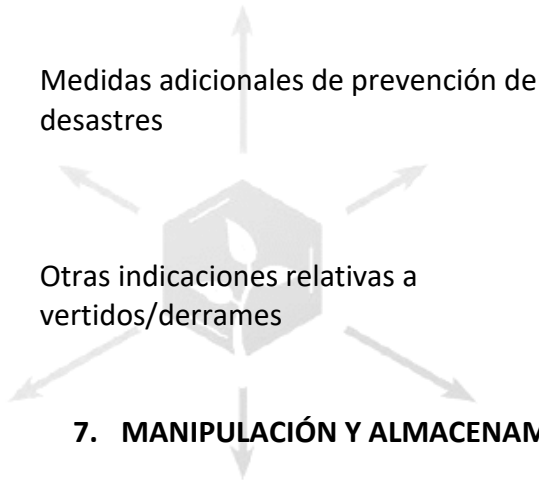 Medidas adicionales de prevención de
desastres
Otras indicaciones relativas a
vertidos/derrames
7. MANIPULACIÓN Y ALMACENAM